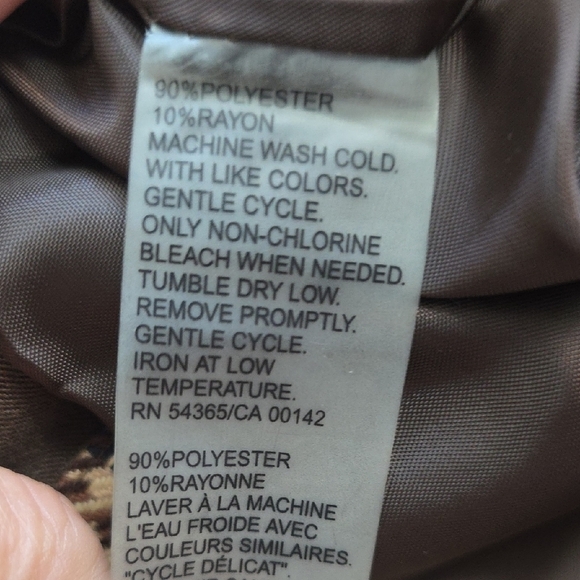 90%POLYESTER
10%RAYON
MACHINE WASH COLD.
WITH LIKE COLORS.
GENTLE CYCLE.
ONLY NON-CHLORINE
BLEACH WHEN NEEDED.
TUMBLE DRY LOW.
REMOVE PROMPTLY.
GENTLE CYCLE.
IRON AT LOW
TEMPERATURE.
RN 54365/CA 00142
90%POLYESTER
10%RAYONNE
LAVER À LA MACHINE
L'EAU FROIDE AVEC
COULEURS SIMILAIRES.
"CYCLE DÉLICAT".